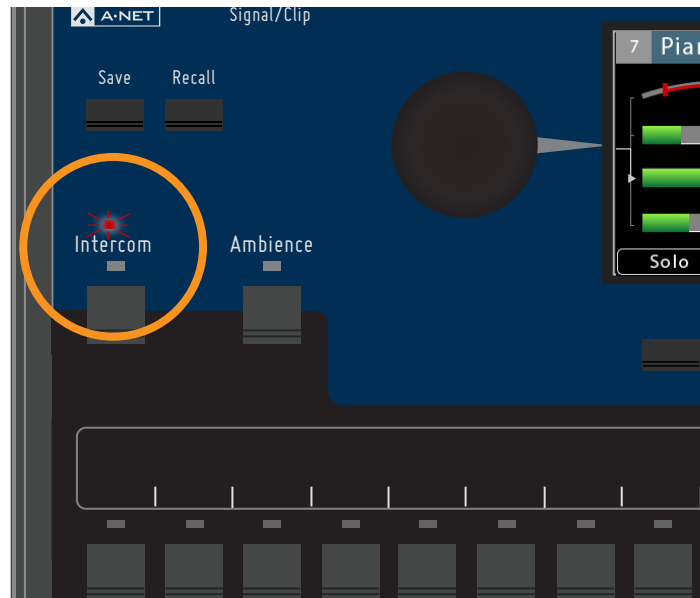 A•NET
Signal/Clip
Save
Recall
7
Intercom
Ambience
Solo